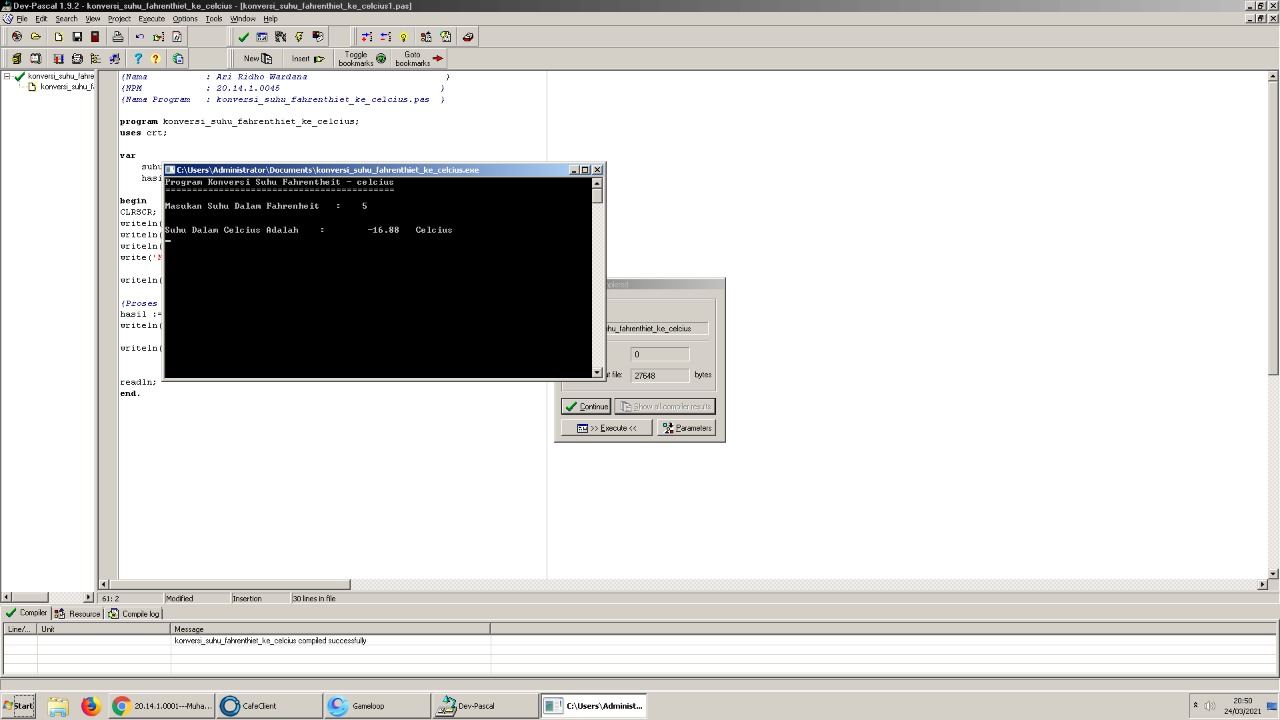 Dev-Pascal 1.9.2 - konversi_suhu_fahrenthiet_ke_celcius - [konversi_suhu_fahrenthiet_ke_celcius1.pas]
File Edit Search View Project Execute Options Tools Window Help
New Insert Toggle bookmarks Goto bookmarks
konversi_suhu_fahre
konversi_suhu_f
{Nama : Ari Ridho Wardana }
{NPM : 20.14.1.0045 }
{Nama Program : konversi_suhu_fahrenthiet_ke_celcius.pas }
program konversi_suhu_fahrenthiet_ke_celcius;
uses crt;
var
suhu
hasi
begin
CLRSCR;
writeln(
writeln(
writeln(
write('M
writeln(
{Proses
hasil :=
writeln(
writeln(
readln;
end.
C:\Users\Administrator\Documents\konversi_suhu_fahrenthiet_ke_celcius.exe
Program Konversi Suhu Fahrentheit - celcius
===========================================
Masukan Suhu Dalam Fahrenheit : 5
Suhu Dalam Celcius Adalah : -16.88 Celcius
uhu_fahrenthiet_ke_celcius
0
file: 27648 bytes
Continue Show all compiler results
>> Execute << Parameters
61: 2 Modified Insertion 30 lines in file
Compiler Resource Compile log
Line/... Unit Message
konversi_suhu_fahrenthiet_ke_celcius compiled successfully
Start 20.14.1.0001---Muha... CafeClient Gameloop Dev-Pascal C:\Users\Administ...
20:50
24/03/2021